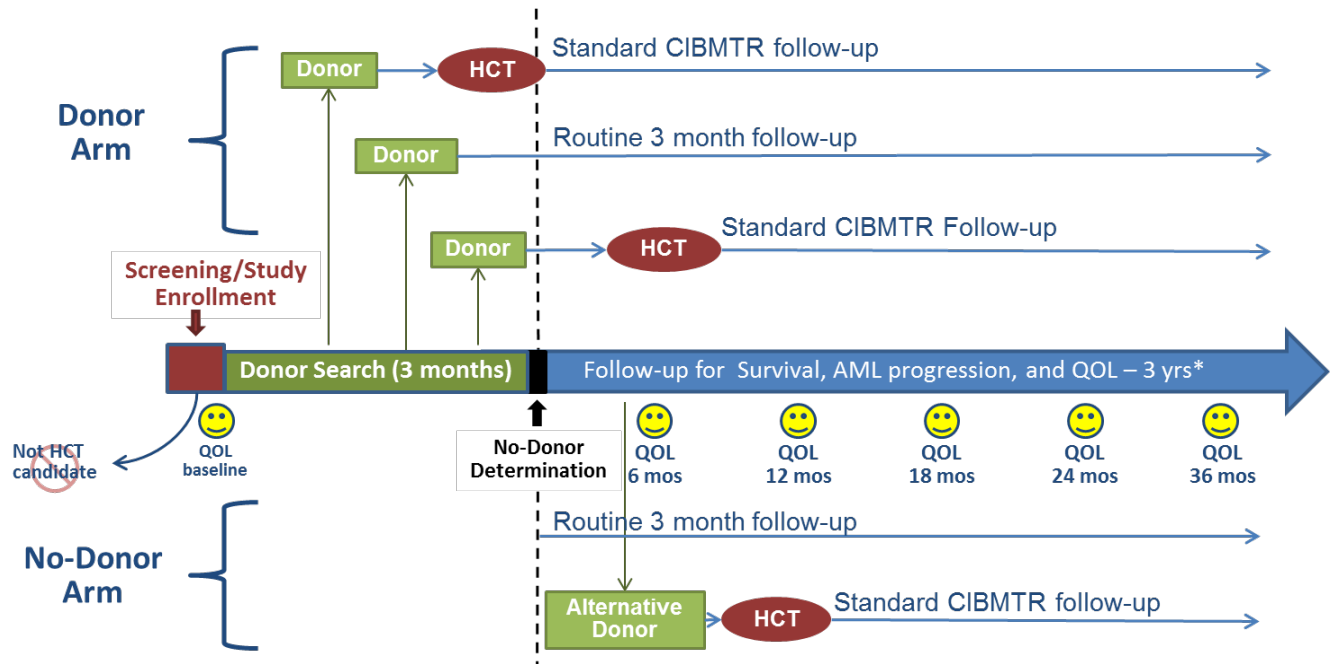 Standard CIBMTR follow-up
Donor
HCT
Donor
Arm
Routine 3 month follow-up
Donor
Standard CIBMTR Follow-up
Donor
HCT
Screening/Study
Enrollment
Donor Search (3 months)
Follow-up for Survival, AML progression, and QOL – 3 yrs*
Not HCT
candidate
QOL
baseline
No-Donor
Determination
QOL
6 mos
QOL
12 mos
QOL
18 mos
QOL
24 mos
QOL
36 mos
No-Donor
Arm
Routine 3 month follow-up
Alternative
Donor
HCT
Standard CIBMTR follow-up